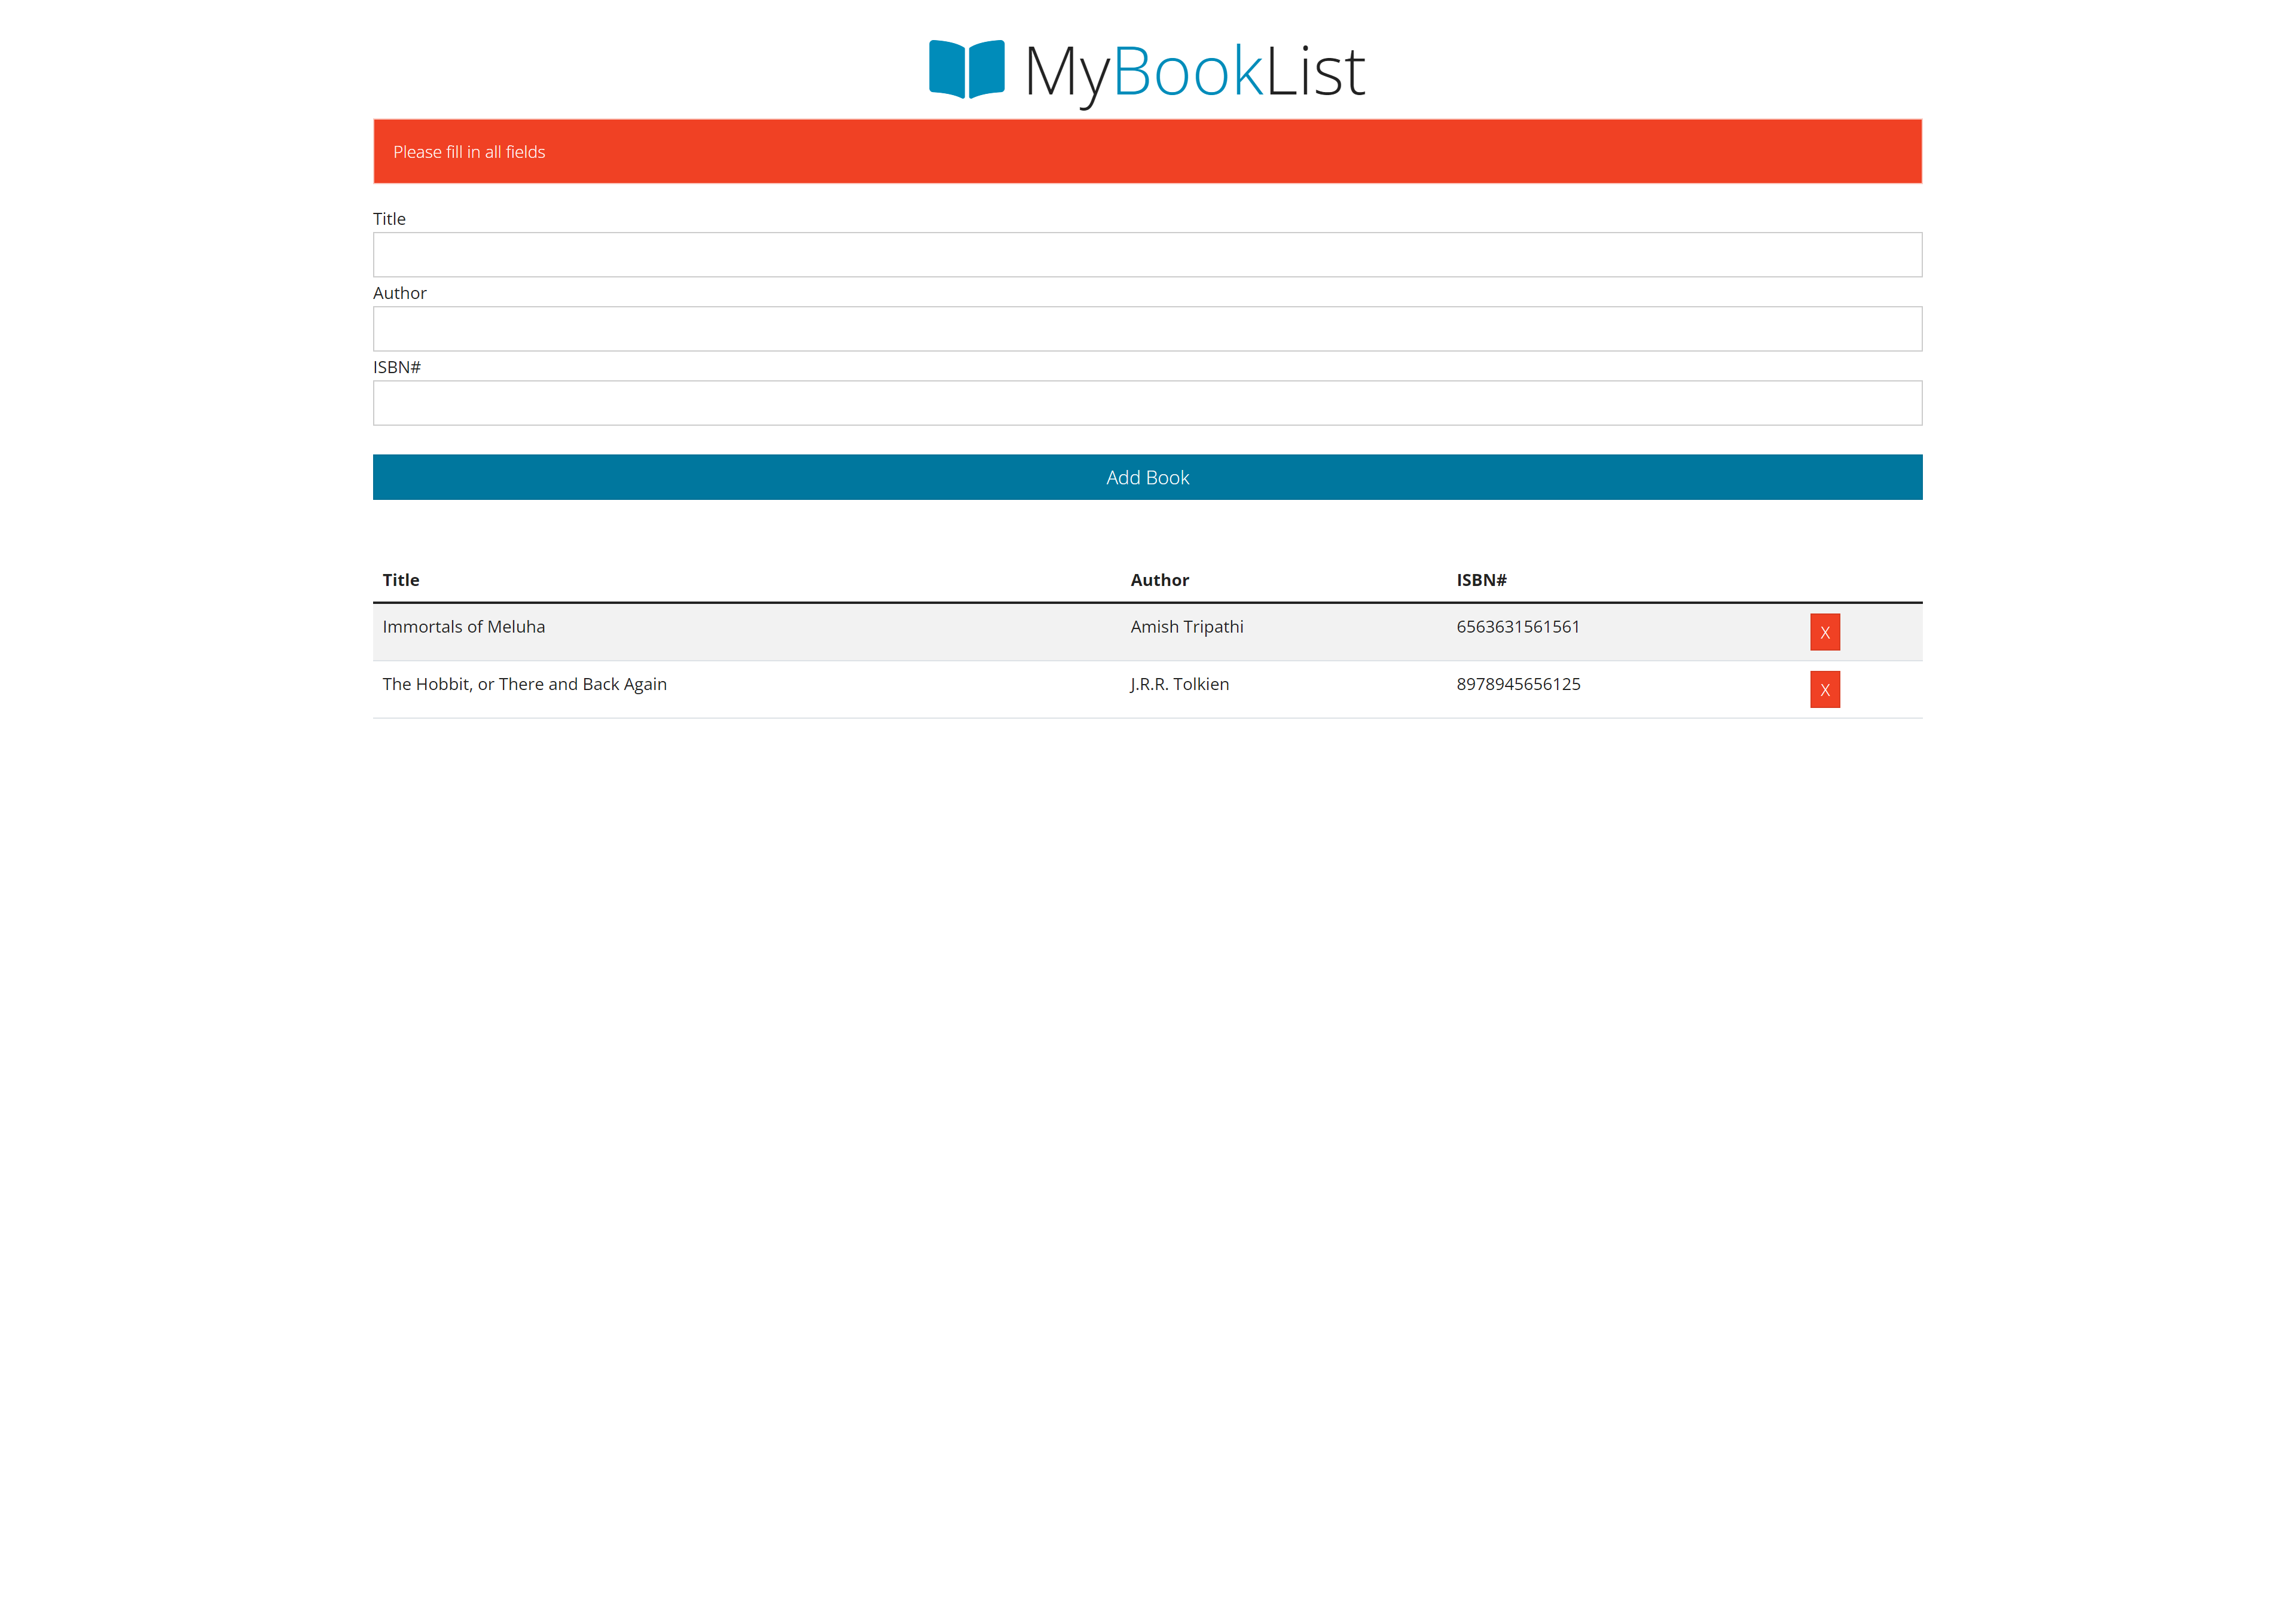 MyBookList
Please fill in all fields
Title
Author
ISBN#
Add Book
Title Author ISBN#
Immortals of Meluha Amish Tripathi 6563631561561 X
The Hobbit, or There and Back Again J.R.R. Tolkien 8978945656125 X